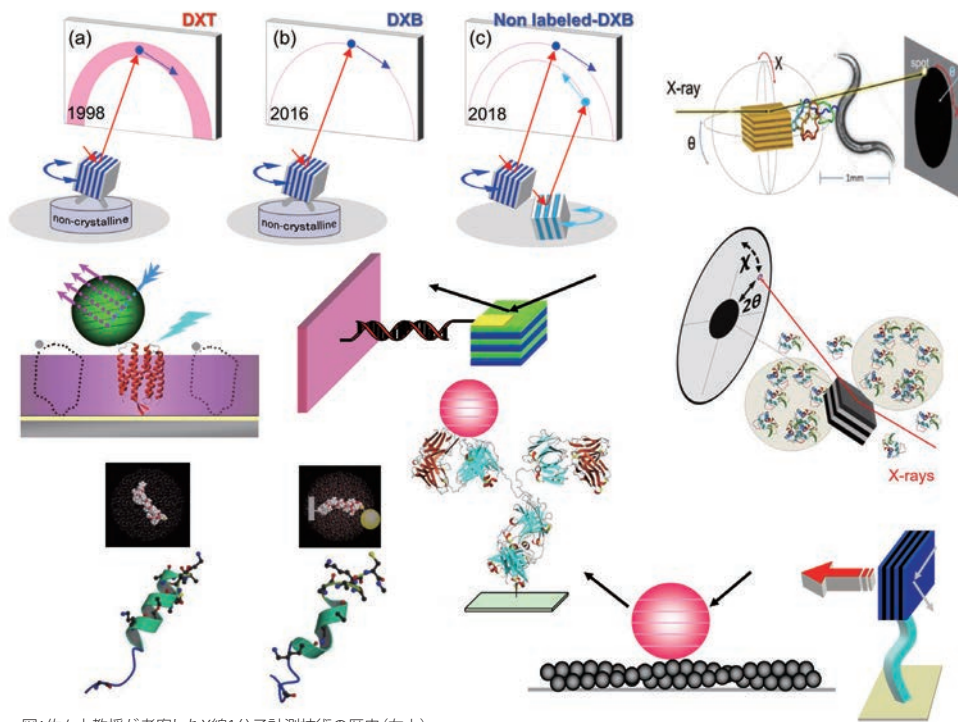 DXT
DXB
Non labeled-DXB
(a)
(b)
(c)
1998
2016
2018
non-crystalline
non-crystalline
X-ray
χ
θ
spot
θ
1mm
χ
2θ
X-rays